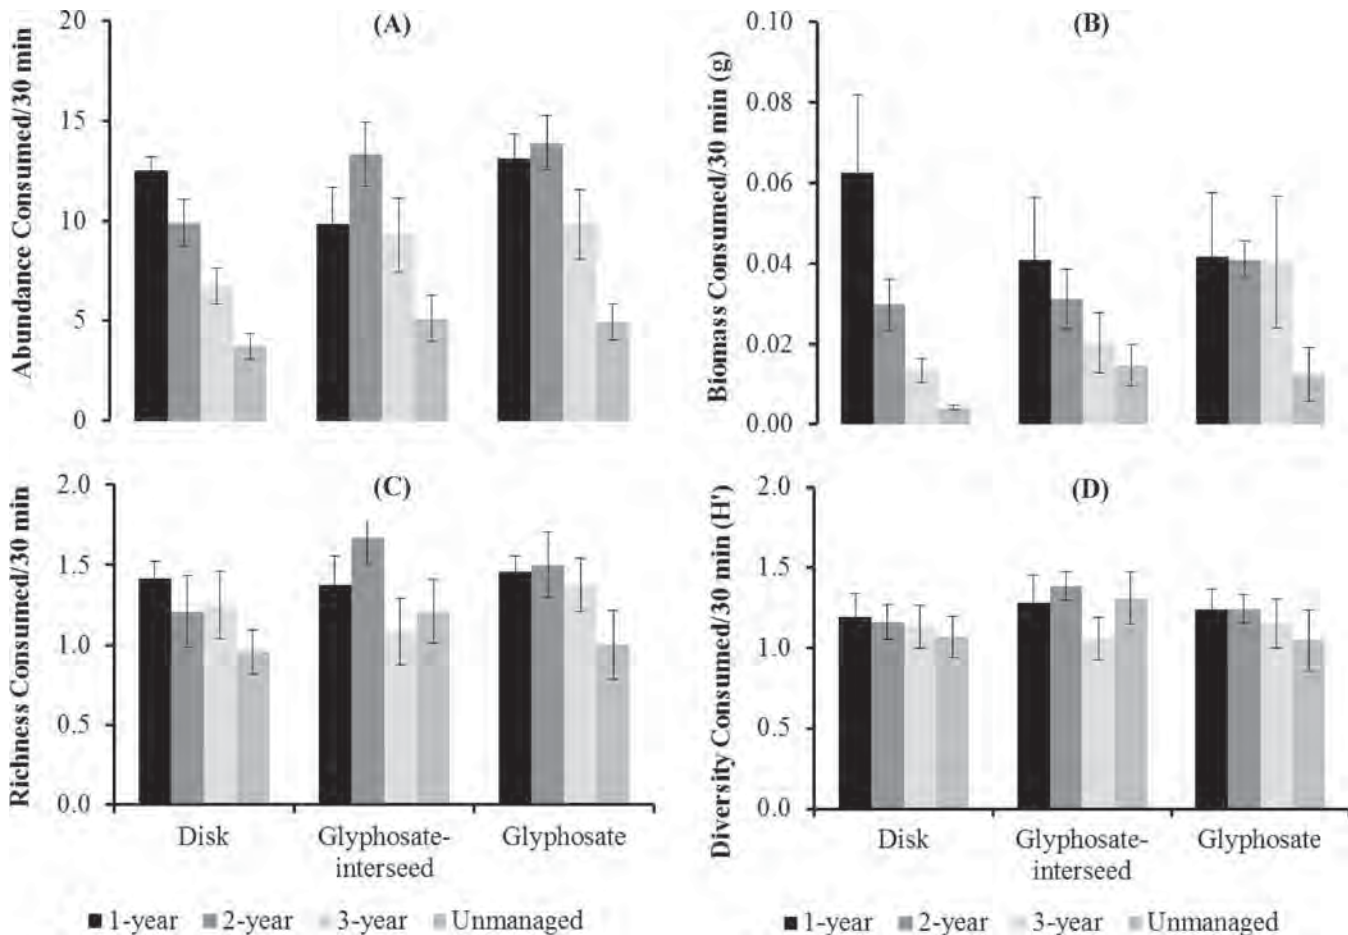 (A)
Abundance Consumed/30 min
20
15
10
5
0
(B)
Biomass Consumed/30 min (g)
0.10
0.08
0.06
0.04
0.02
0.00
(C)
Richness Consumed/30 min
2.0
1.5
1.0
0.5
0.0
Disk
Glyphosate-
interseed
Glyphosate
1-year
2-year
3-year
Unmanaged
(D)
Diversity Consumed/30 min (H')
2.0
1.5
1.0
0.5
0.0
Disk
Glyphosate-
interseed
Glyphosate
1-year
2-year
3-year
Unmanaged